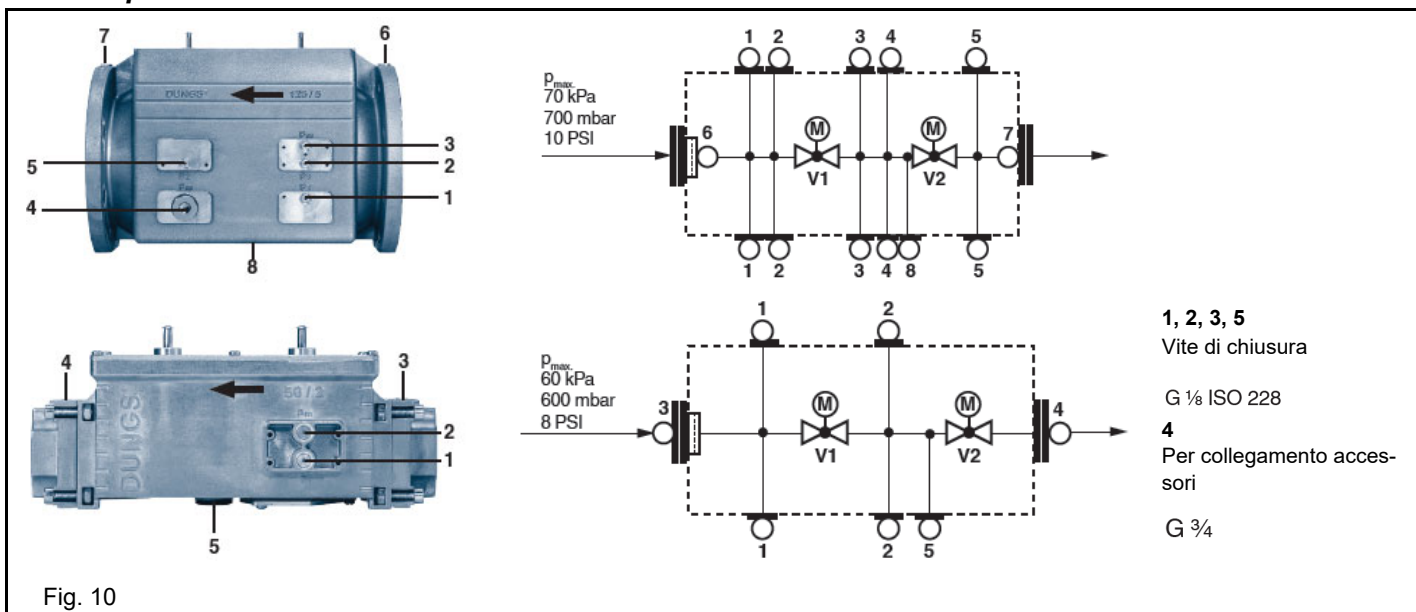 7
6
DUNGS
125/5
3
2
5
1
4
8
1 2 3 4 5
pmax.
70 kPa
700 mbar
10 PSI
6
M
M
7
V1
V2
1 2 3 4 8 5
4
3
DUNGS
50/3
2
1
5
1
2
pmax.
60 kPa
600 mbar
8 PSI
3
M
M
4
V1
V2
1
2
5
1, 2, 3, 5
Vite di chiusura
G ⅛ ISO 228
4
Per collegamento acces-
sori
G ¾
Fig. 10